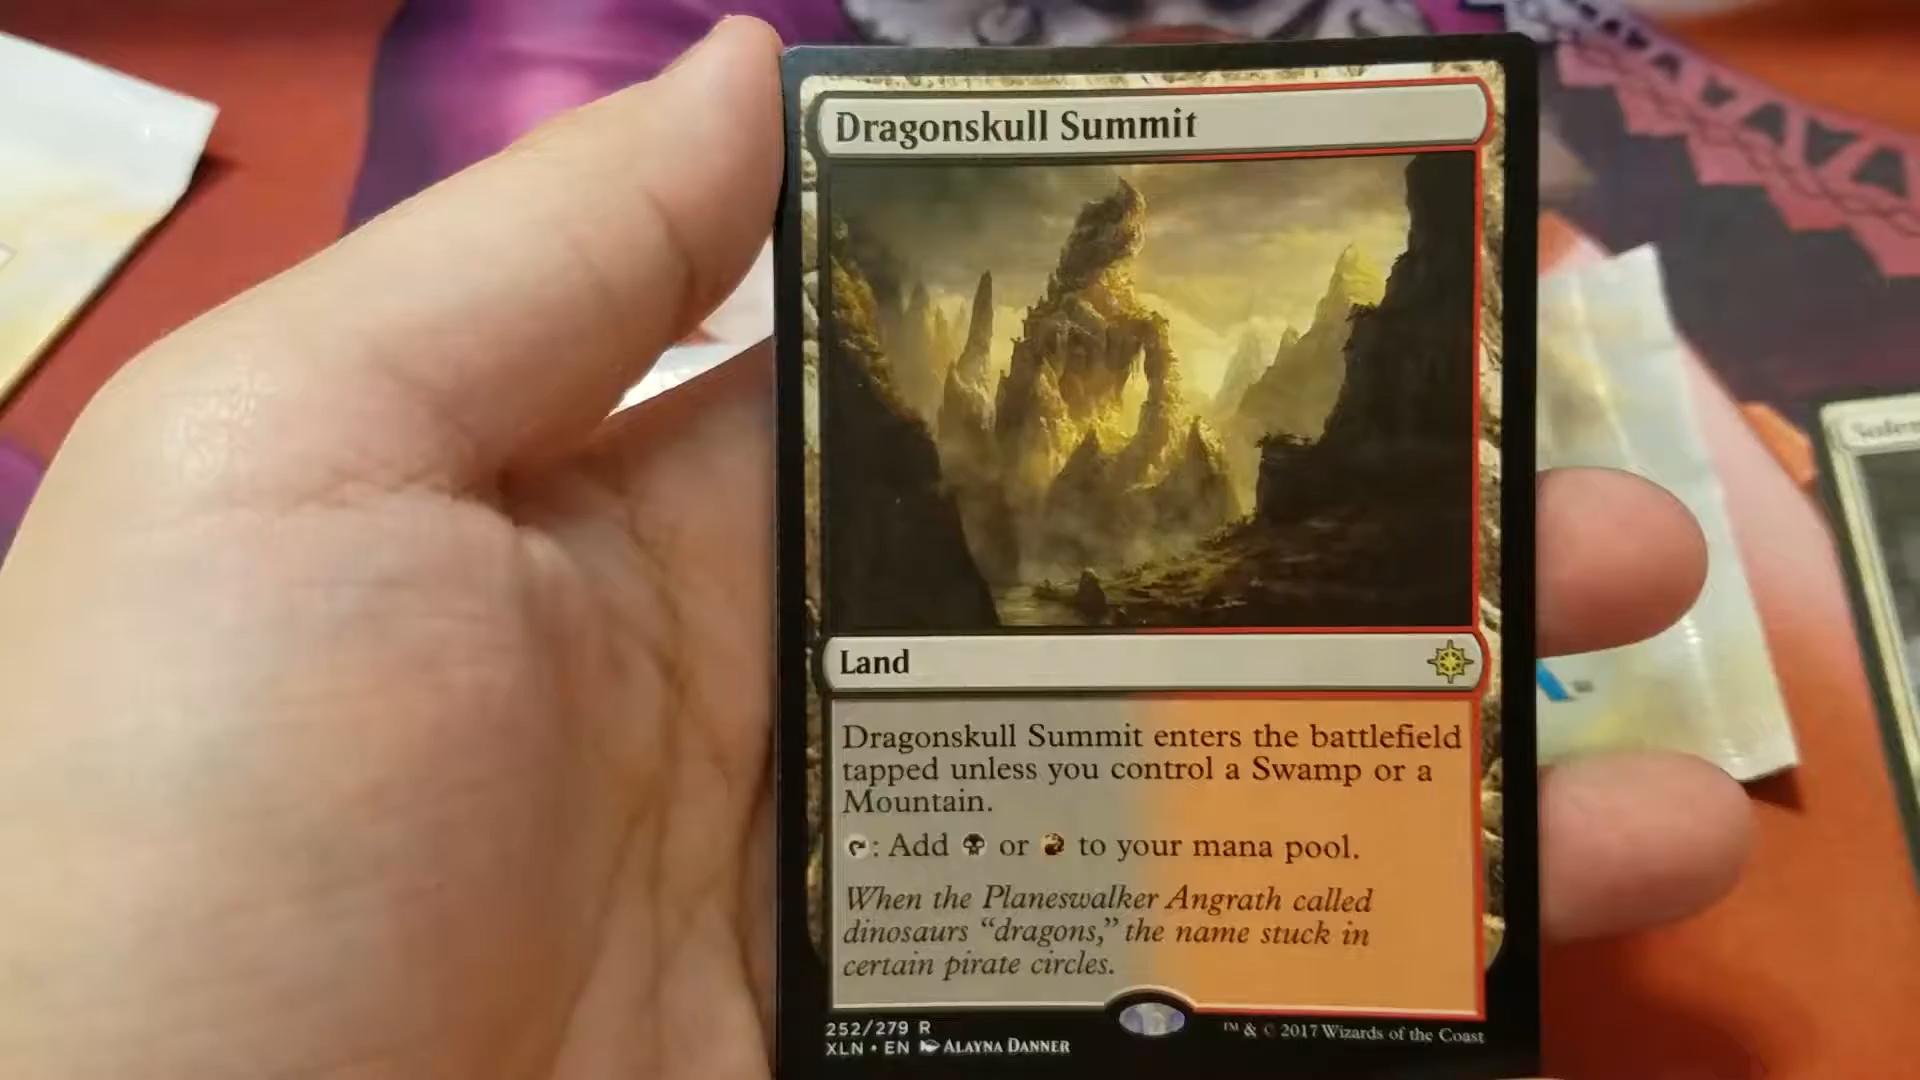 Dragonskull Summit
Land
Dragonskull Summit enters the battlefield
tapped unless you control a Swamp or a
Mountain.
: Add or to your mana pool.
When the Planeswalker Angrath called
dinosaurs “dragons,” the name stuck in
certain pirate circles.
252/279 R
XLN • EN ALAYNA DANNER
™ & © 2017 Wizards of the Coast